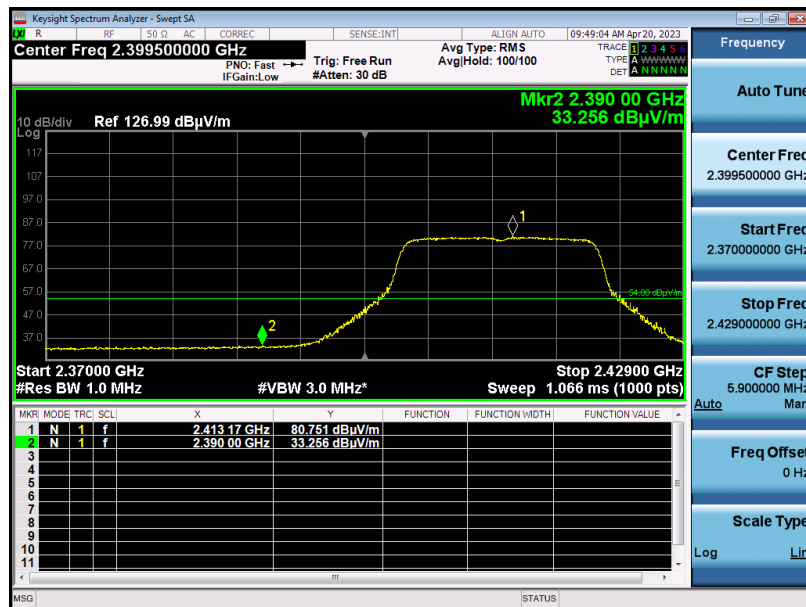 Keysight Spectrum Analyzer - Swept SA
LXI R RF 50 Ω AC CORREC SENSE:INT ALIGN AUTO 09:49:04 AM Apr 20, 2023
Center Freq 2.399500000 GHz
PNO: Fast
IFGain:Low
Trig: Free Run
#Atten: 30 dB
Avg Type: RMS
Avg|Hold: 100/100
TRACE 1 2 3 4 5 6
TYPE A WWWWW
DET A N N N N N
Mkr2 2.390 00 GHz
33.256 dBµV/m
10 dB/div Ref 126.99 dBµV/m
Log
117
107
97.0
87.0
77.0
67.0
57.0
47.0
37.0
1
2
54.00 dBµV/m
Start 2.37000 GHz Stop 2.42900 GHz
#Res BW 1.0 MHz #VBW 3.0 MHz* Sweep 1.066 ms (1000 pts)
MKR MODE TRC SCL X Y FUNCTION FUNCTION WIDTH FUNCTION VALUE
1 N 1 f 2.413 17 GHz 80.751 dBµV/m
2 N 1 f 2.390 00 GHz 33.256 dBµV/m
3
4
5
6
7
8
9
10
11
MSG STATUS
Frequency
Auto Tune
Center Freq
2.399500000 GHz
Start Freq
2.370000000 GHz
Stop Freq
2.429000000 GHz
CF Step
5.900000 MHz
Auto Man
Freq Offset
0 Hz
Scale Type
Log Lin